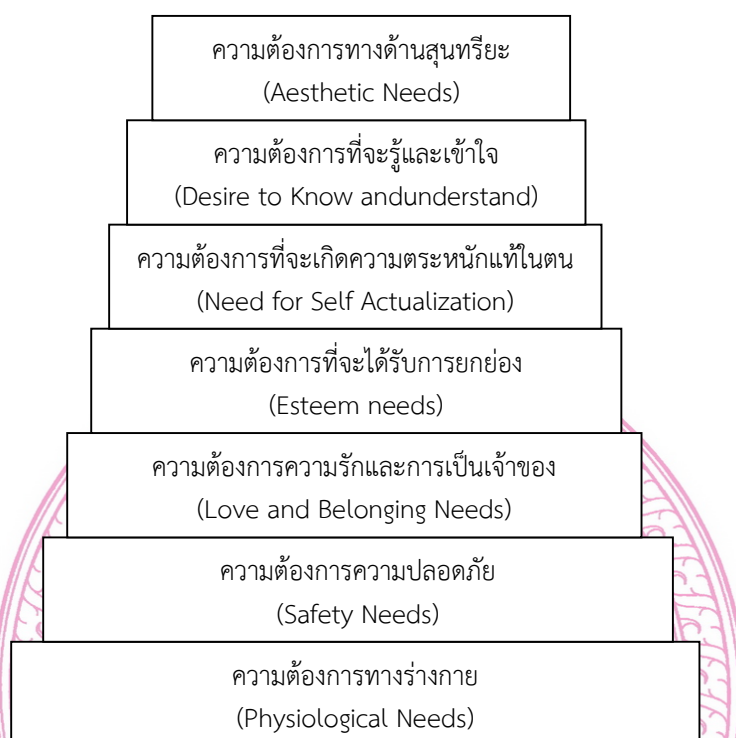 ความต้องการทางด้านสุนทรียะ
(Aesthetic Needs)
ความต้องการที่จะรู้และเข้าใจ
(Desire to Know andunderstand)
ความต้องการที่จะเกิดความตระหนักแท้ในตน
(Need for Self Actualization)
ความต้องการที่จะได้รับการยกย่อง
(Esteem needs)
ความต้องการความรักและการเป็นเจ้าของ
(Love and Belonging Needs)
ความต้องการความปลอดภัย
(Safety Needs)
ความต้องการทางร่างกาย
(Physiological Needs)